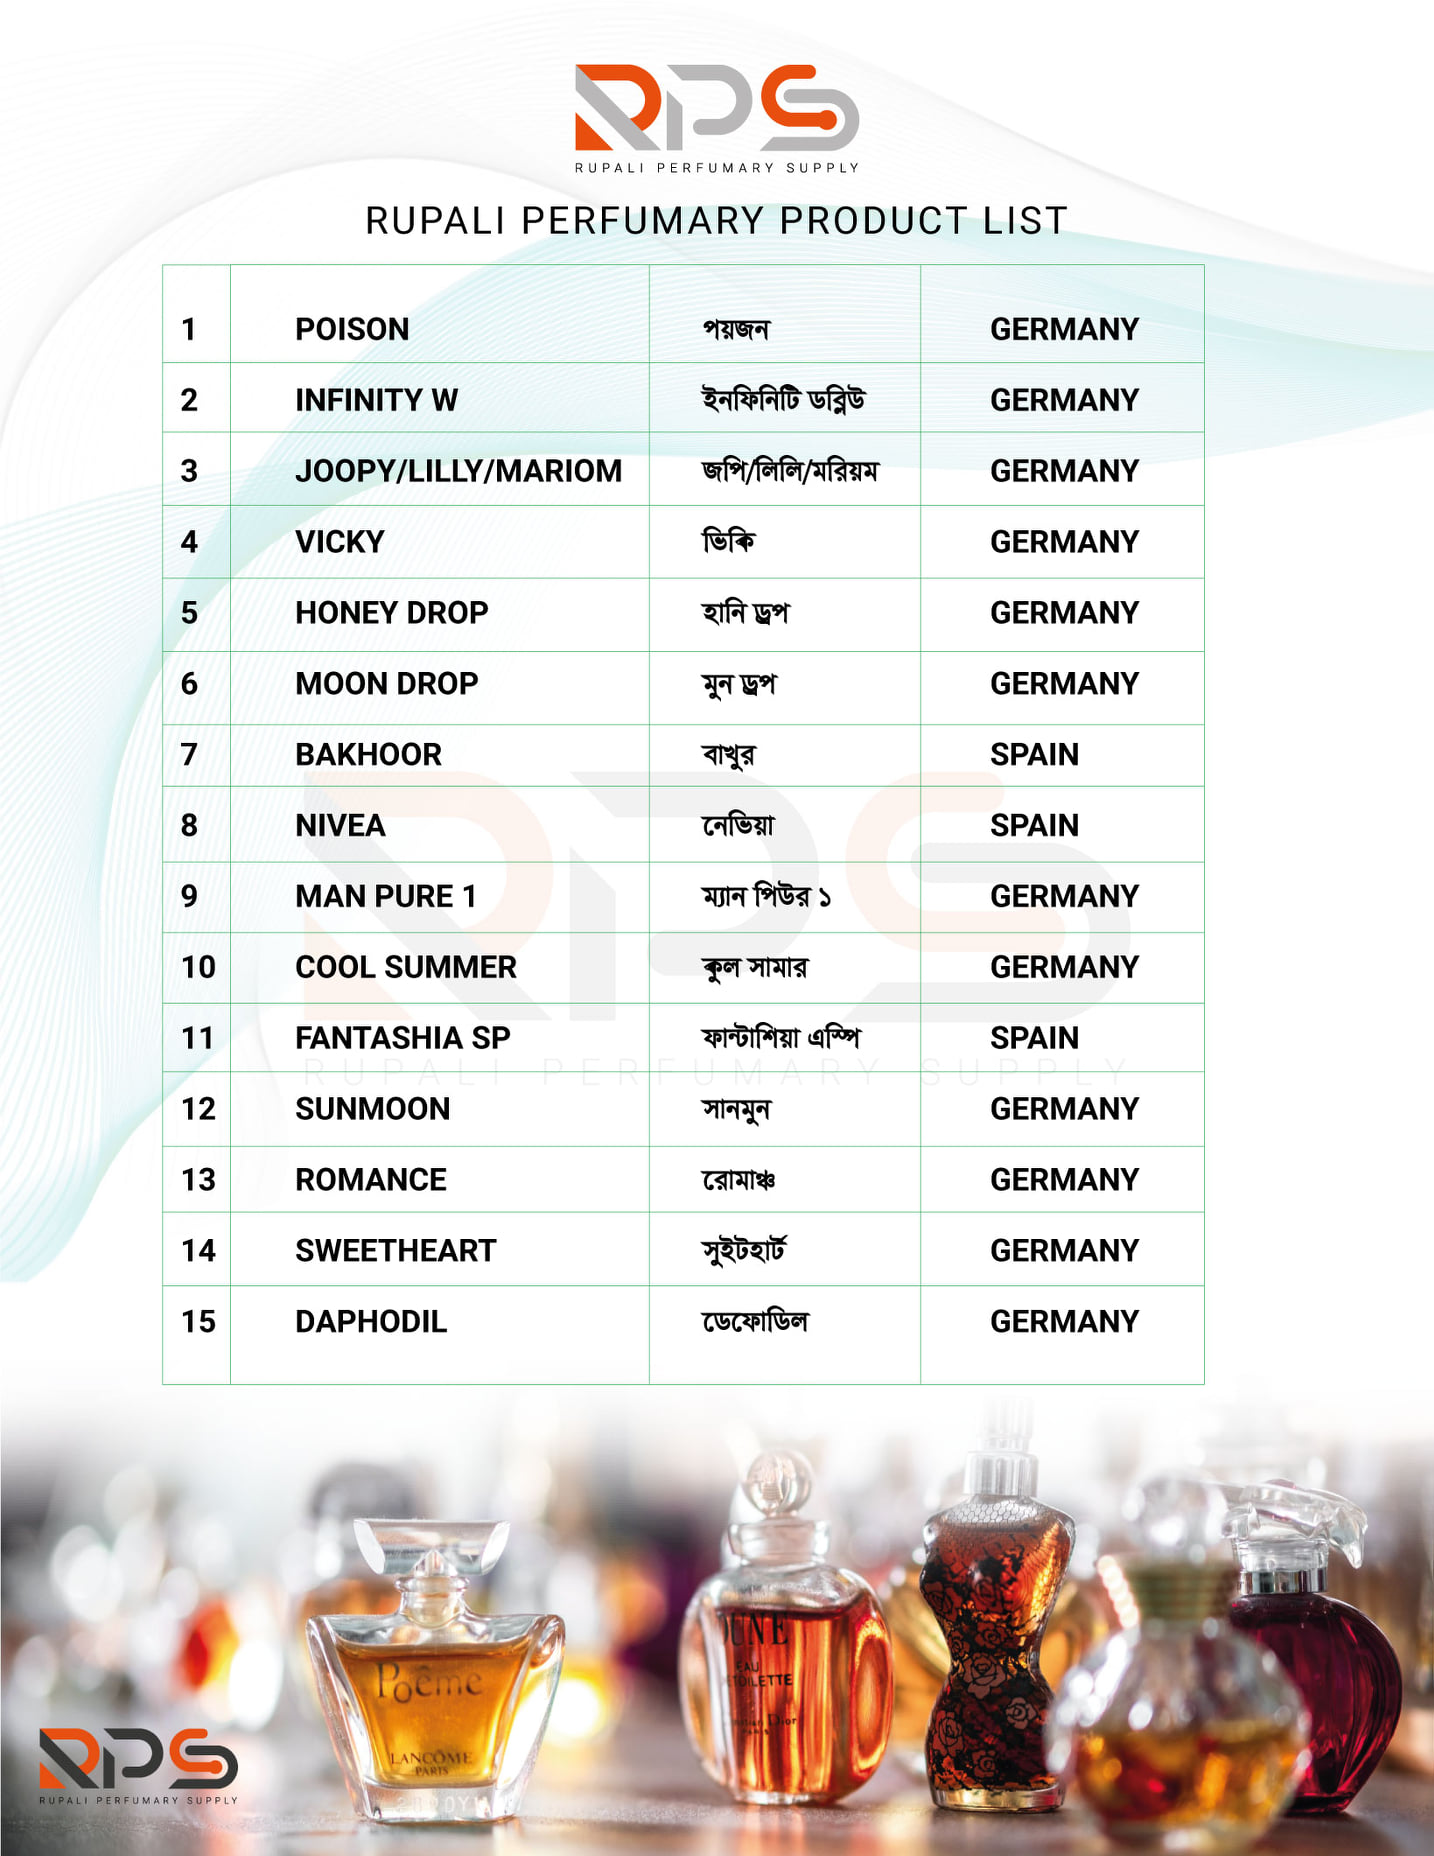 RPS
RUPALI PERFUMARY SUPPLY
RUPALI PERFUMARY PRODUCT LIST
1 POISON পয়জন GERMANY
2 INFINITY W ইনফিনিটি ডব্লিউ GERMANY
3 JOOPY/LILLY/MARIOM জপি/লিলি/মরিয়ম GERMANY
4 VICKY ভিকি GERMANY
5 HONEY DROP হানি ড্রপ GERMANY
6 MOON DROP মুন ড্রপ GERMANY
7 BAKHOOR বাখুর SPAIN
8 NIVEA নেভিয়া SPAIN
9 MAN PURE 1 ম্যান পিউর ১ GERMANY
10 COOL SUMMER কুল সামার GERMANY
11 FANTASHIA SP ফান্টাশিয়া এস্পি SPAIN
RUPALI PERFUMARY SUPPLY
12 SUNMOON সানমুন GERMANY
13 ROMANCE রোমাঞ্চ GERMANY
14 SWEETHEART সুইটহার্ট GERMANY
15 DAPHODIL ডেফোডিল GERMANY
Poême
LANCÔME
PARIS
EAU
Dior
RPS
RUPALI PERFUMARY SUPPLY